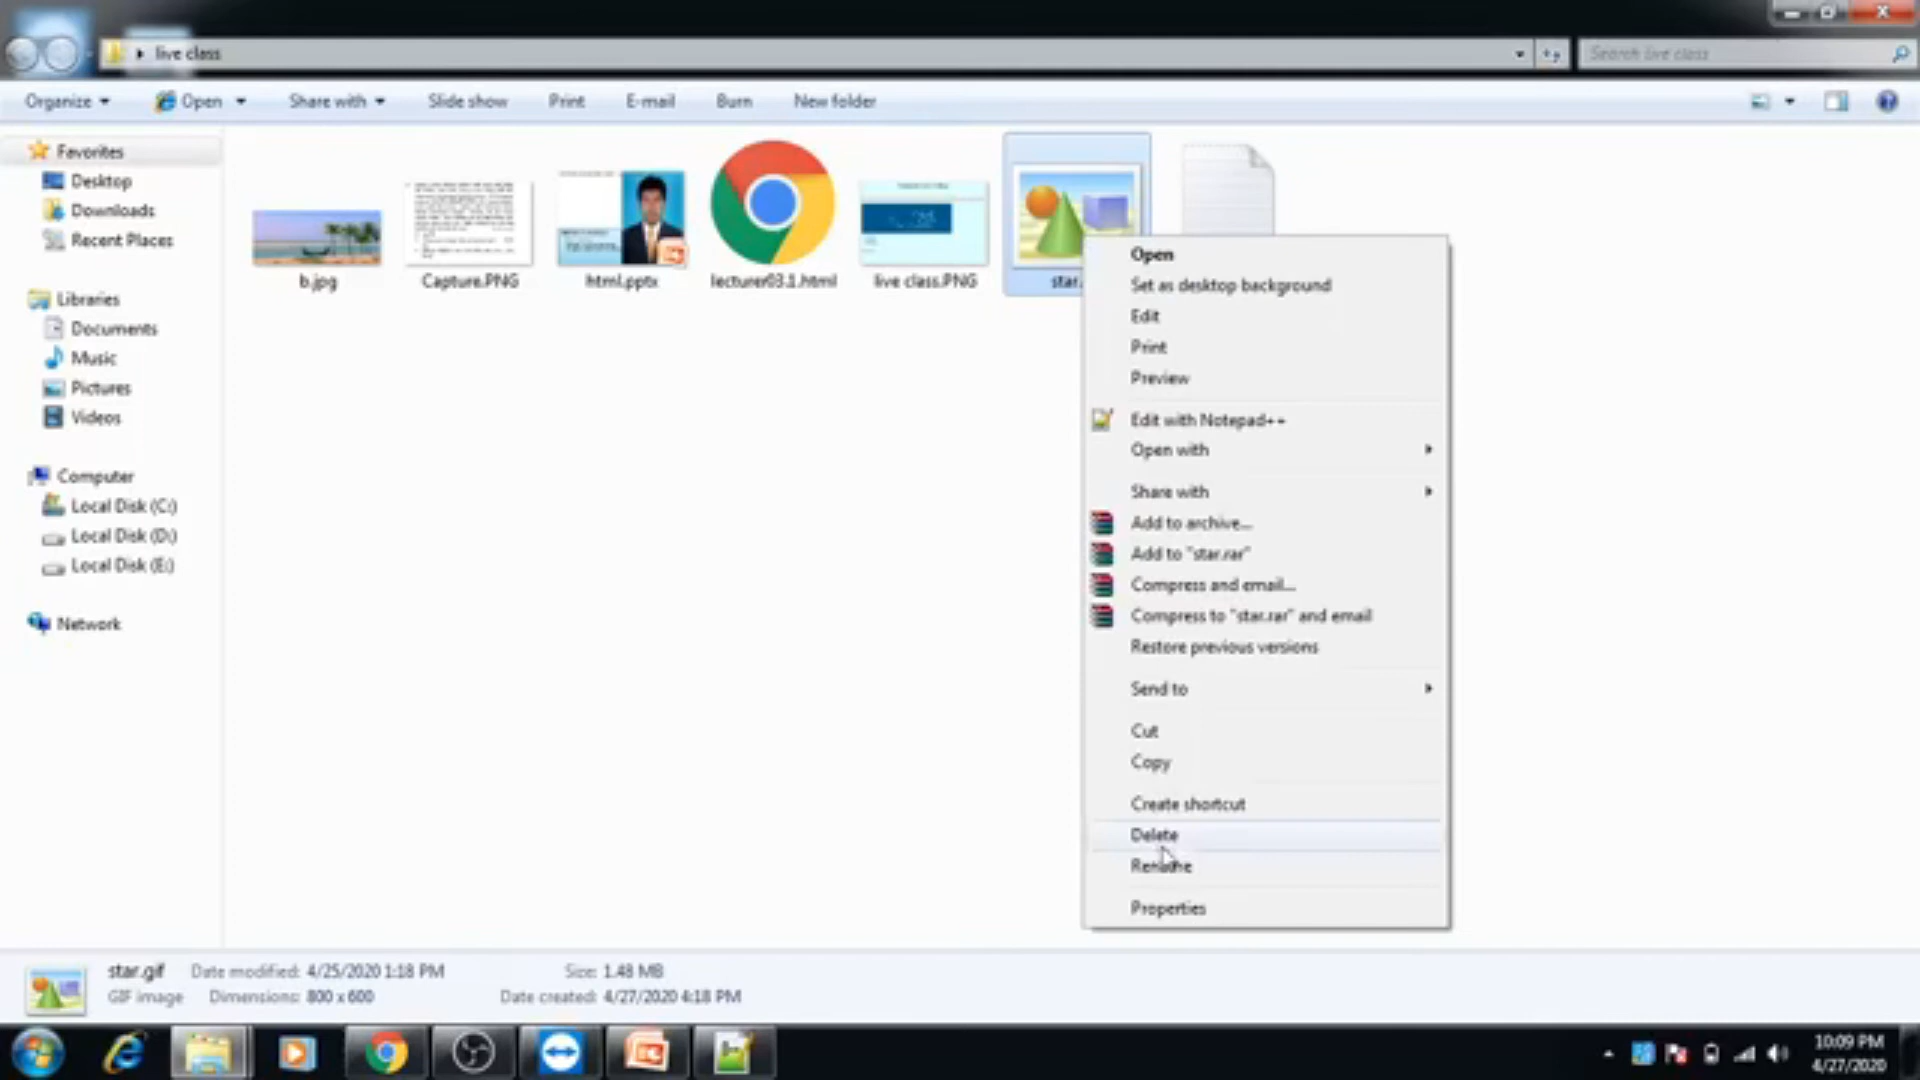 live class
Search live class
Organize
Open
Share with
Slide show
Print
E-mail
Burn
New folder
Favorites
Desktop
Downloads
Recent Places
Libraries
Documents
Music
Pictures
Videos
Computer
Local Disk (C:)
Local Disk (D:)
Local Disk (E:)
Network
b.jpg
Capture.PNG
html.pptx
lecturer03.1.html
live class.PNG
star.
Open
Set as desktop background
Edit
Print
Preview
Edit with Notepad++
Open with
Share with
Add to archive...
Add to "star.rar"
Compress and email...
Compress to "star.rar" and email
Restore previous versions
Send to
Cut
Copy
Create shortcut
Delete
Rename
Properties
star.gif Date modified: 4/25/2020 1:18 PM Size: 1.48 MB
GIF image Dimensions: 800 x 600 Date created: 4/27/2020 4:18 PM
10:09 PM
4/27/2020